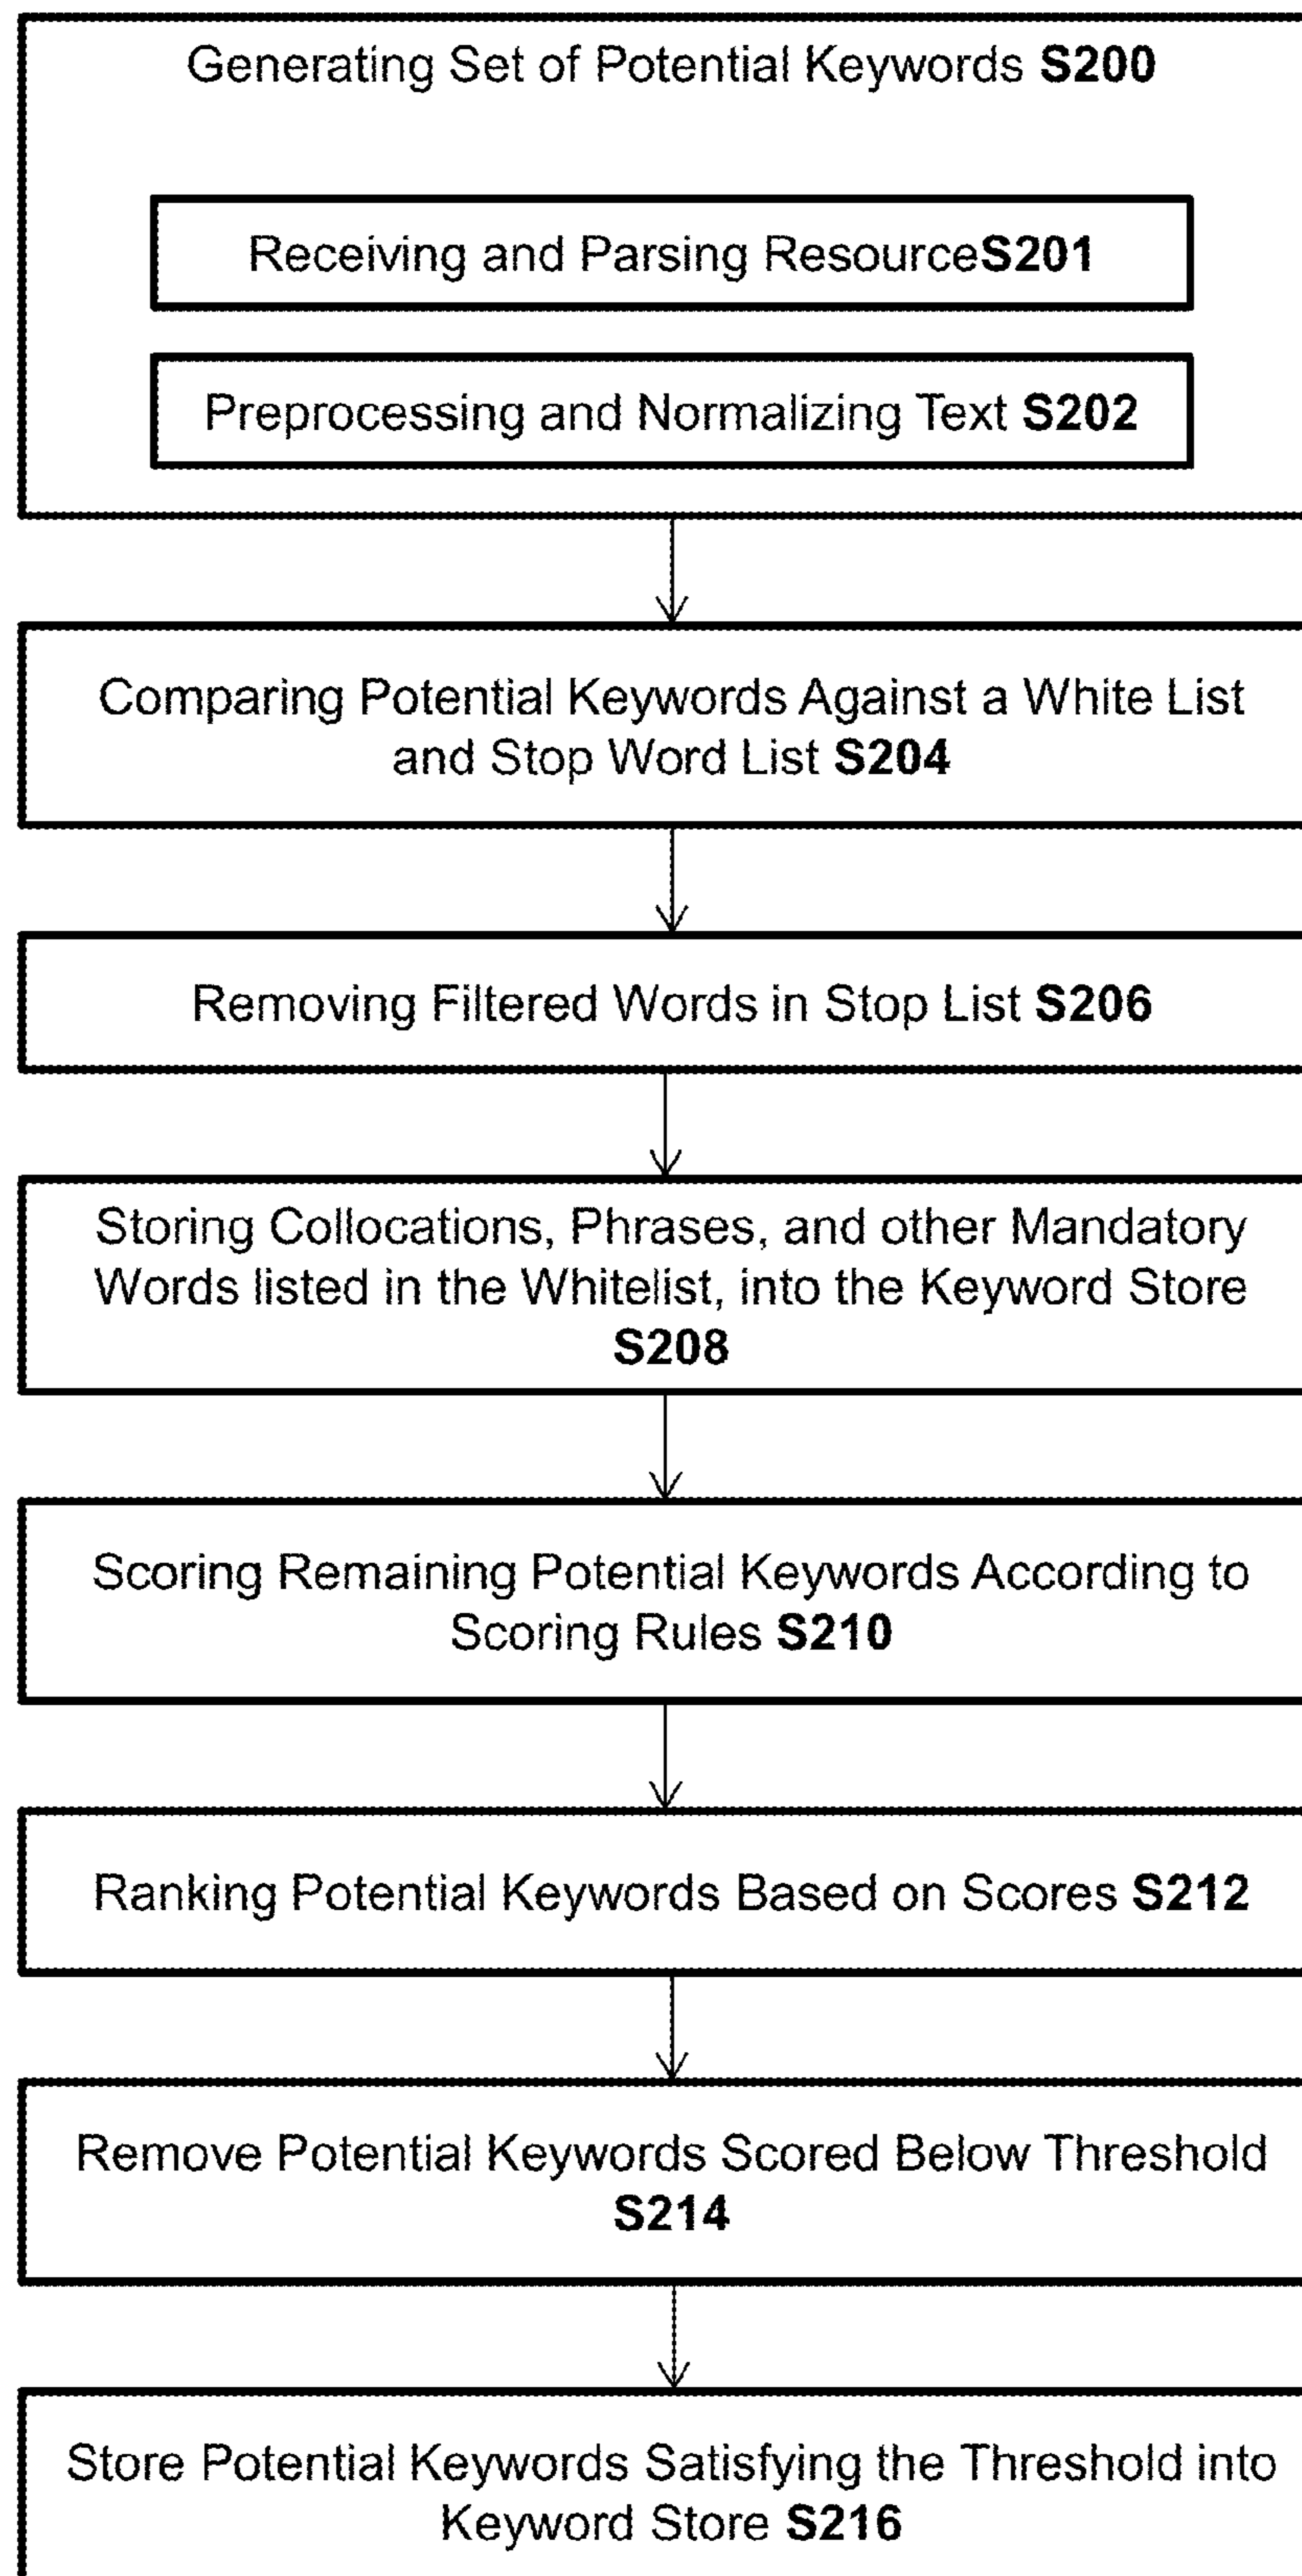 Generating Set of Potential Keywords S200
Receiving and Parsing ResourceS201
Preprocessing and Normalizing Text S202
Comparing Potential Keywords Against a White List
and Stop Word List S204
Removing Filtered Words in Stop List S206
Storing Collocations, Phrases, and other Mandatory
Words listed in the Whitelist, into the Keyword Store
S208
Scoring Remaining Potential Keywords According to
Scoring Rules S210
Ranking Potential Keywords Based on Scores S212
Remove Potential Keywords Scored Below Threshold
S214
Store Potential Keywords Satisfying the Threshold into
Keyword Store S216